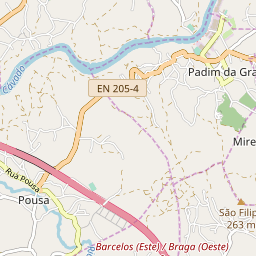 EN 205-4
Padim da Gra
Cávado
Mire
Rua Pousa
Pousa
São Filip
263 m
Barcelos (Este) / Braga (Oeste)